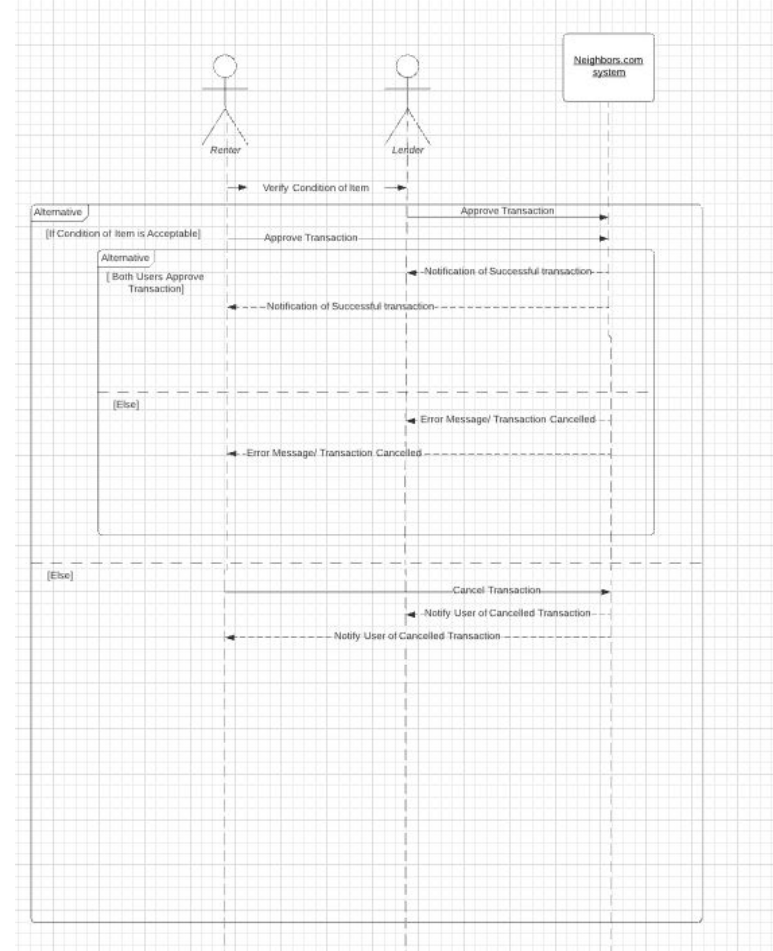 Neighbors.com
system
Renter
Lender
Verify Condition of Item
Alternative
Approve Transaction
[If Condition of Item is Acceptable]
Approve Transaction
Alternative
[ Both Users Approve
Transaction]
Notification of Successful transaction
Notification of Successful transaction
[Else]
Error Message/ Transaction Cancelled
Error Message/ Transaction Cancelled
[Else]
Cancel Transaction
Notify User of Cancelled Transaction
Notify User of Cancelled Transaction